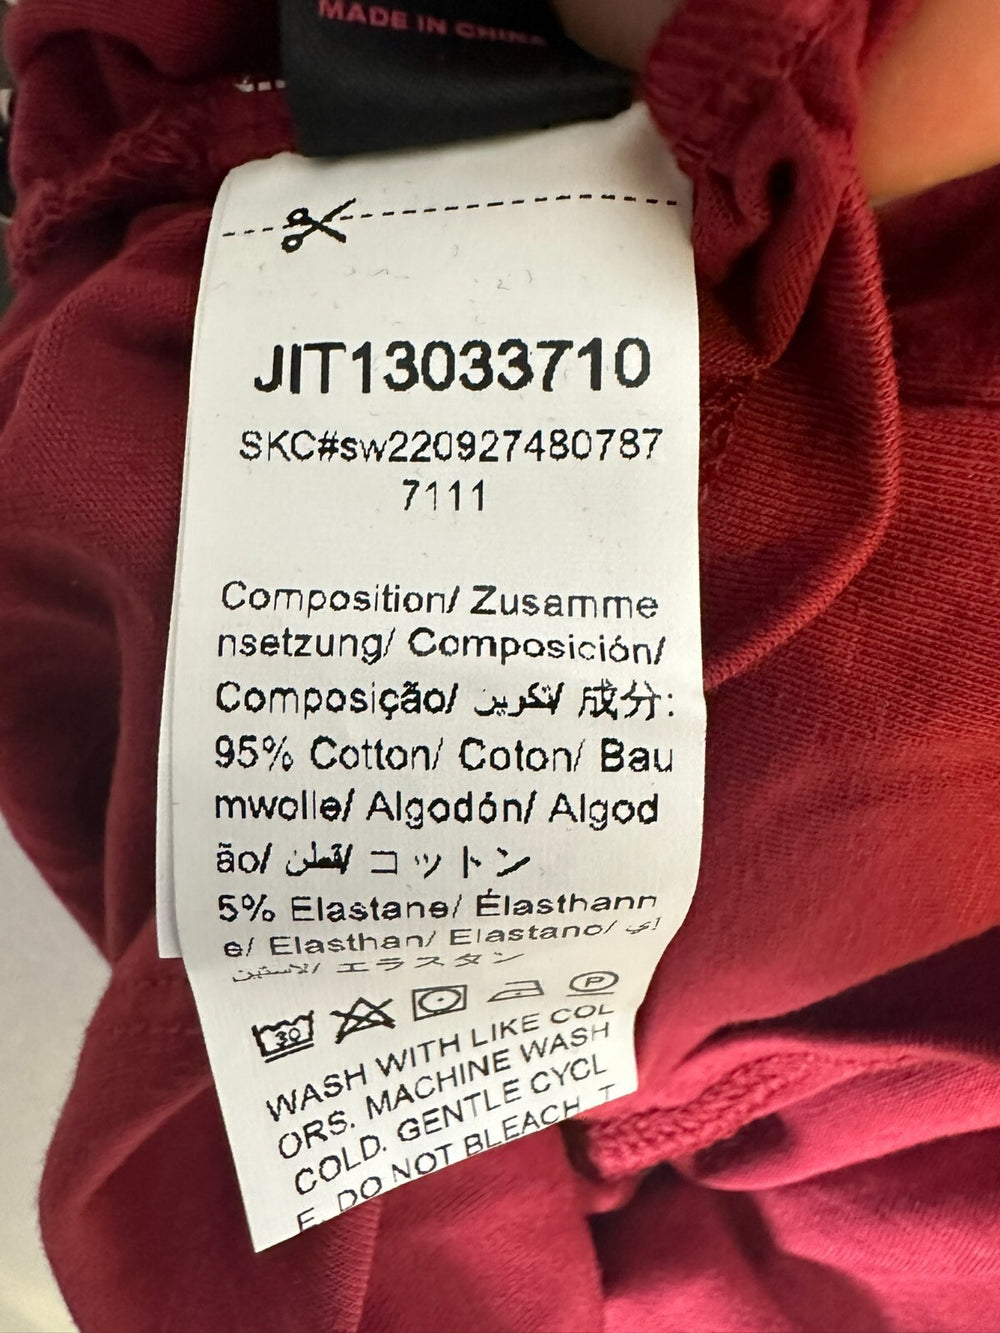 MADE IN CHINA
JIT13033710
SKC#sw220927480787
7111
Composition/ Zusamme
nsetzung/ Composición/
Composição/ تكوين/ 成分:
95% Cotton/ Coton/ Bau
mwolle/ Algodón/ Algod
ão/ قطن/ コットン
5% Elastane/ Élasthann
e/ Elasthan/ Elastano/
エラスタン
30
P
WASH WITH LIKE COL
ORS. MACHINE WASH
COLD. GENTLE CYCL
E. DO NOT BLEACH. T